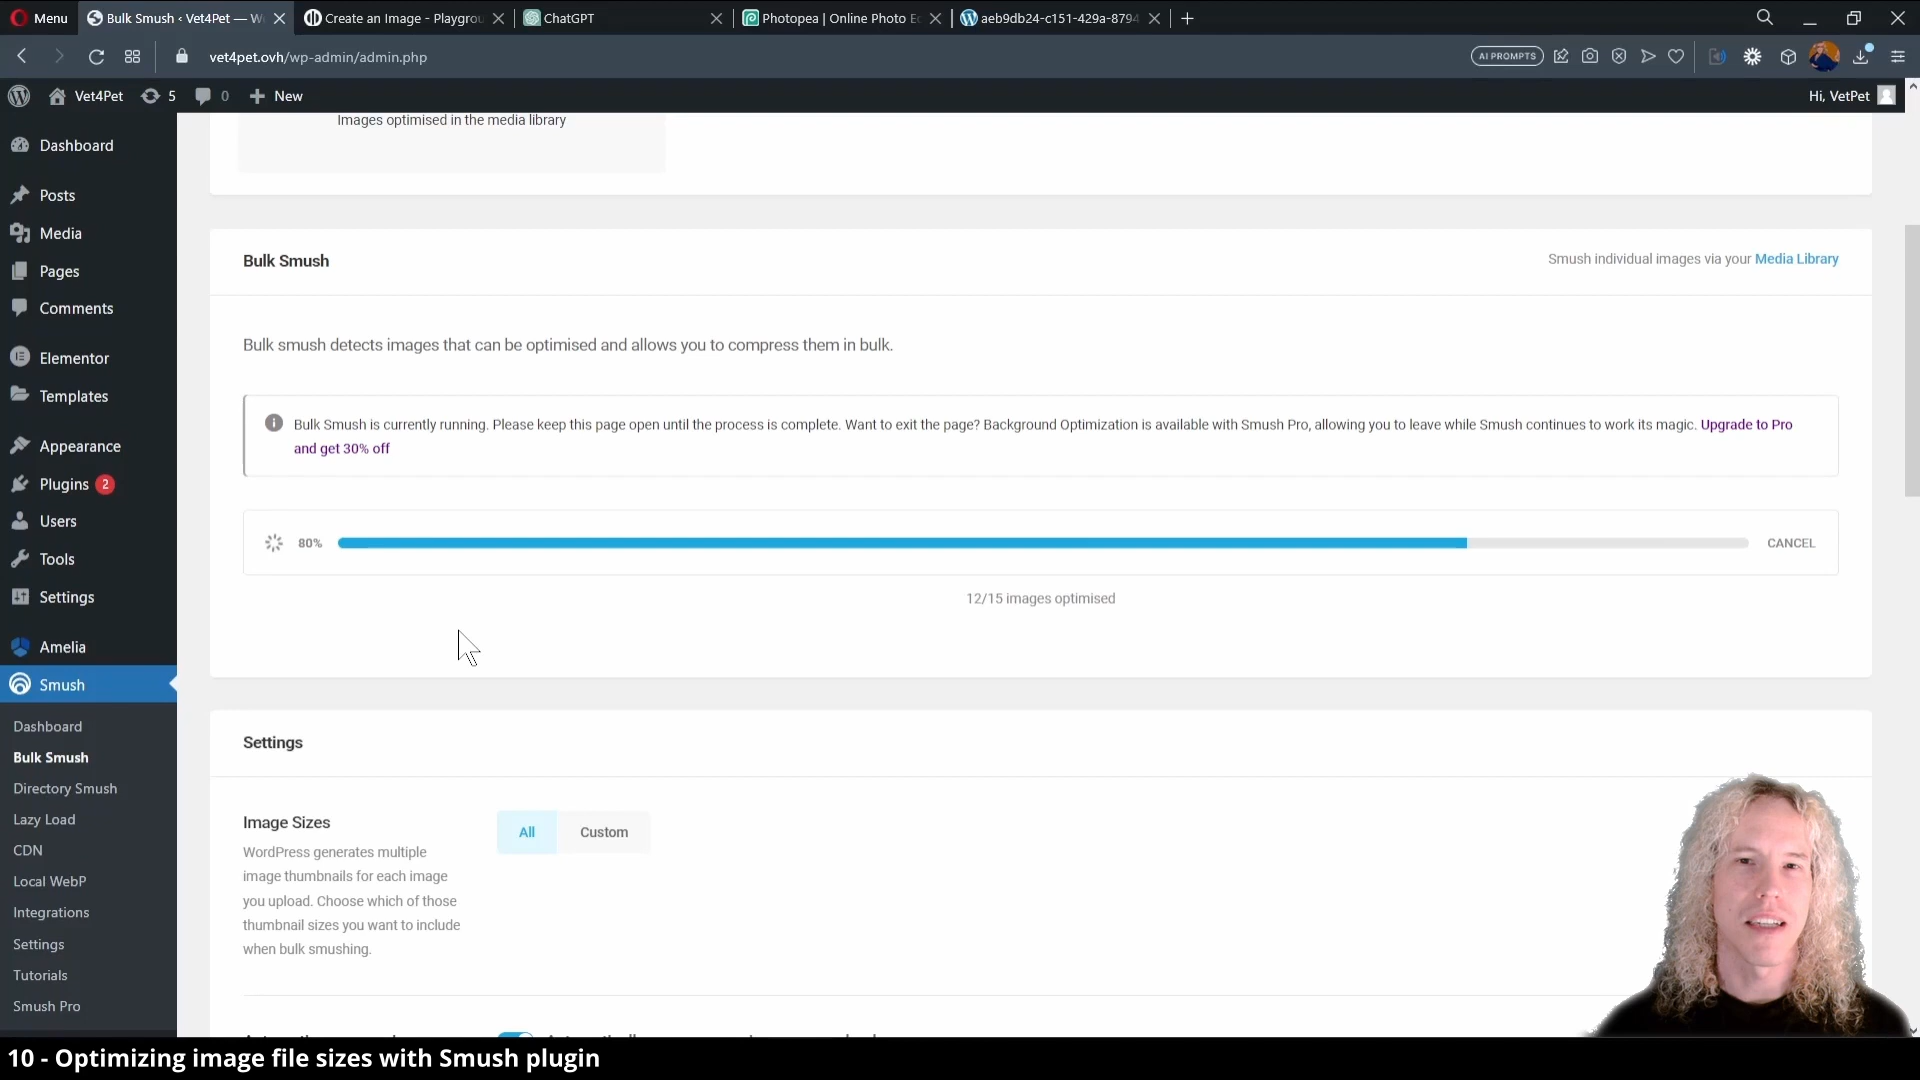 Menu
Bulk Smush ‹ Vet4Pet — W
Create an Image - Playgrou
ChatGPT
Photopea | Online Photo E
aeb9db24-c151-429a-8794
vet4pet.ovh/wp-admin/admin.php
AI PROMPTS
Vet4Pet
5
0
New
Hi, VetPet
Dashboard
Posts
Media
Pages
Comments
Elementor
Templates
Appearance
Plugins 2
Users
Tools
Settings
Amelia
Smush
Dashboard
Bulk Smush
Directory Smush
Lazy Load
CDN
Local WebP
Integrations
Settings
Tutorials
Smush Pro
Images optimised in the media library
Bulk Smush
Smush individual images via your Media Library
Bulk smush detects images that can be optimised and allows you to compress them in bulk.
Bulk Smush is currently running. Please keep this page open until the process is complete. Want to exit the page? Background Optimization is available with Smush Pro, allowing you to leave while Smush continues to work its magic. Upgrade to Pro
and get 30% off
80%
CANCEL
12/15 images optimised
Settings
Image Sizes
WordPress generates multiple
image thumbnails for each image
you upload. Choose which of those
thumbnail sizes you want to include
when bulk smushing.
All
Custom
10 - Optimizing image file sizes with Smush plugin